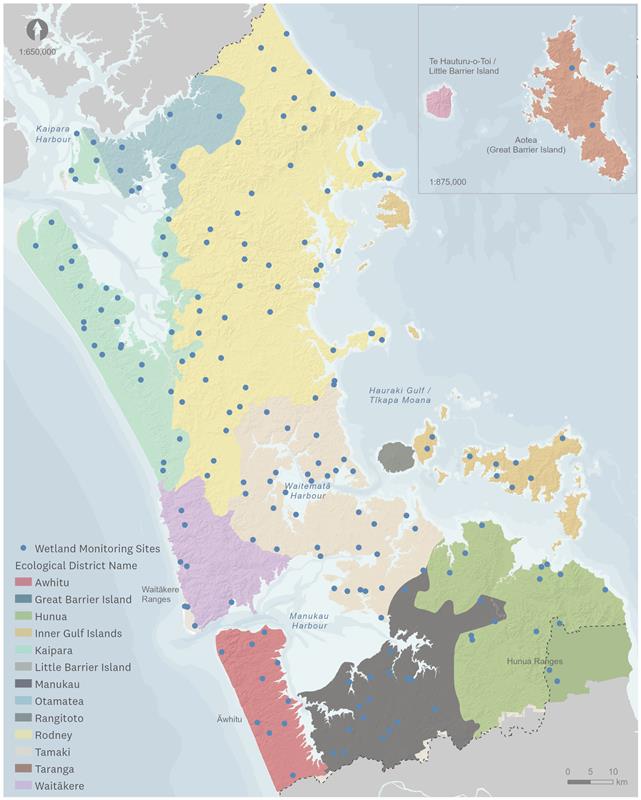 1:650,000
Kaipara
Harbour
Te Hauturu-o-Toi /
Little Barrier Island
Aotea
(Great Barrier Island)
1:875,000
Hauraki Gulf /
Tīkapa Moana
Waitematā
Harbour
Waitākere
Ranges
Manukau
Harbour
Hunua Ranges
Āwhitu
Wetland Monitoring Sites
Ecological District Name
Awhitu
Great Barrier Island
Hunua
Inner Gulf Islands
Kaipara
Little Barrier Island
Manukau
Otamatea
Rangitoto
Rodney
Tamaki
Taranga
Waitākere
0 5 10
km